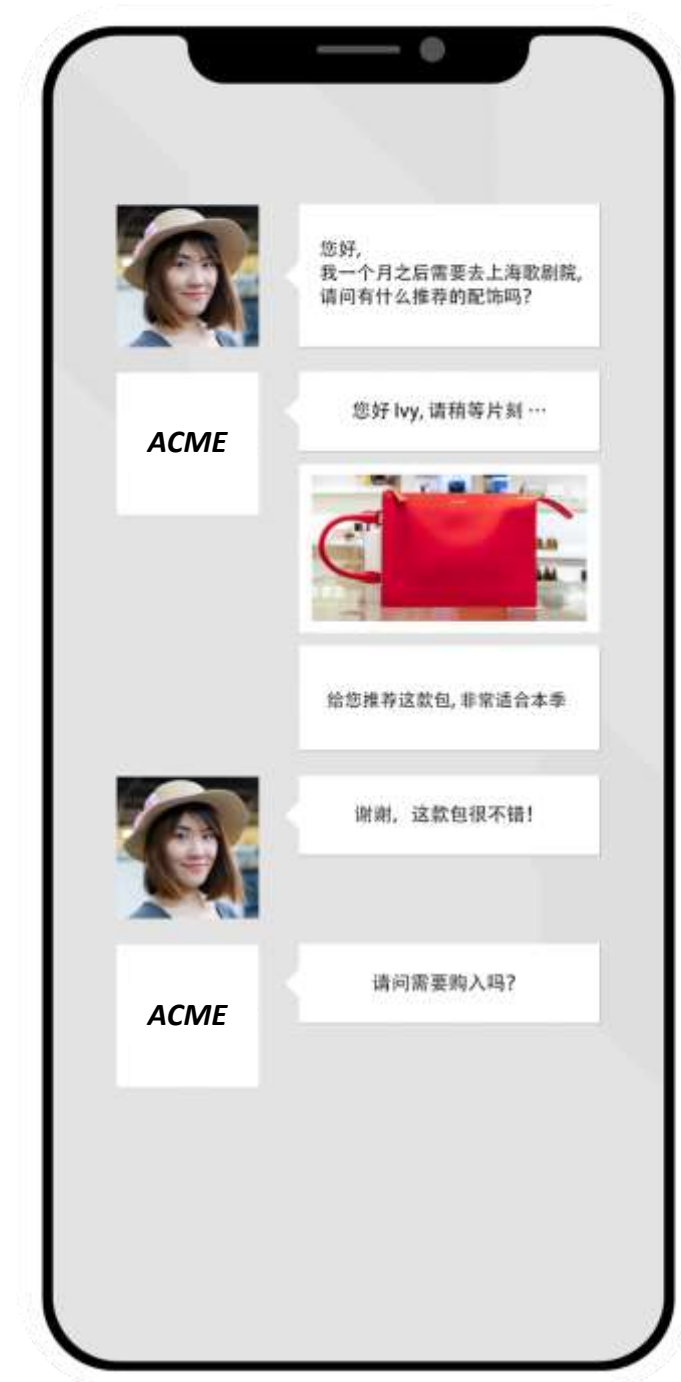 您好,
我一个月之后需要去上海歌剧院,
请问有什么推荐的配饰吗?
ACME
您好 Ivy, 请稍等片刻 ⋯
给您推荐这款包, 非常适合本季
谢谢, 这款包很不错!
ACME
请问需要购入吗?